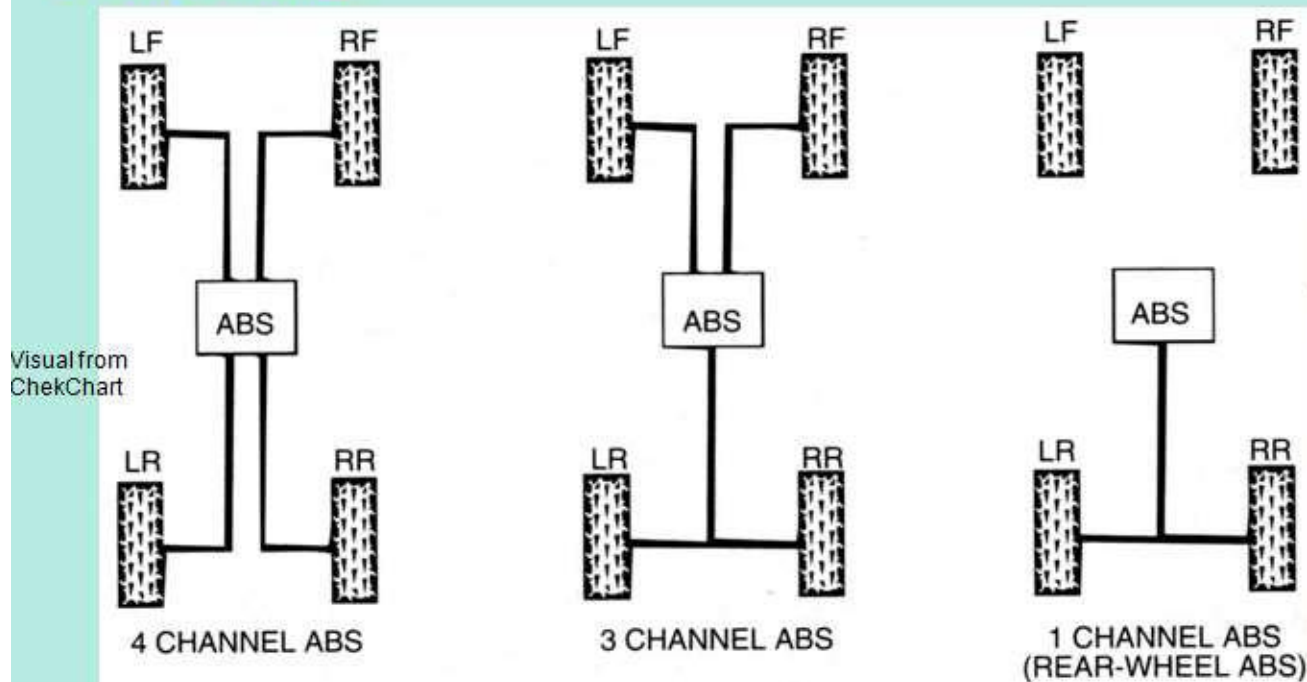 LF RF
ABS
LR RR
4 CHANNEL ABS
LF RF
ABS
LR RR
3 CHANNEL ABS
LF RF
ABS
LR RR
1 CHANNEL ABS
(REAR-WHEEL ABS)
Visual from
ChekChart